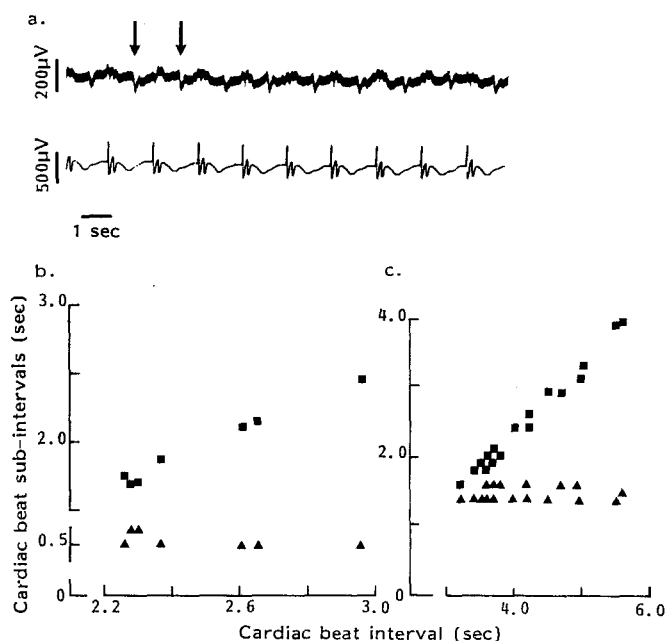 a.
200μV
500μV
1 sec
b.
c.
Cardiac beat sub-intervals (sec)
3.0
2.0
0.5
0
2.2
2.6
3.0
4.0
2.0
0
4.0
6.0
Cardiac beat interval (sec)